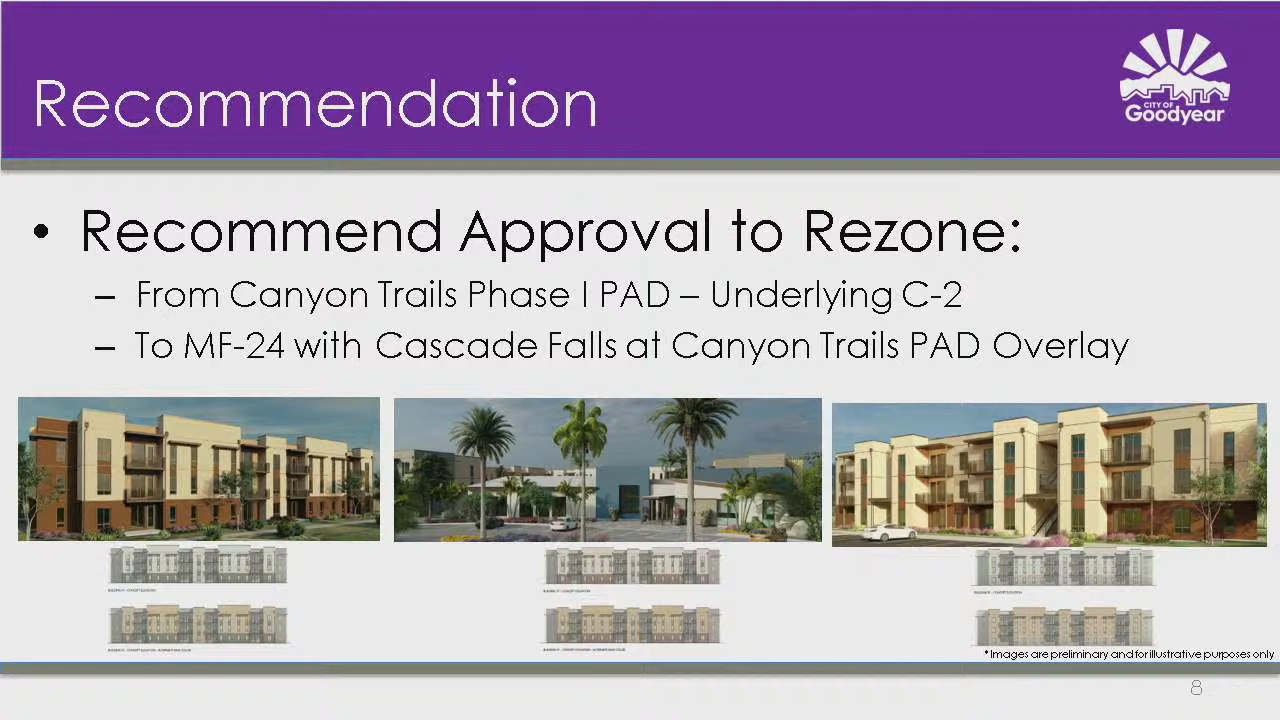 Recommendation
CITY OF
Goodyear
• Recommend Approval to Rezone:
– From Canyon Trails Phase I PAD – Underlying C-2
– To MF-24 with Cascade Falls at Canyon Trails PAD Overlay
*Images are preliminary and for illustrative purposes only
8